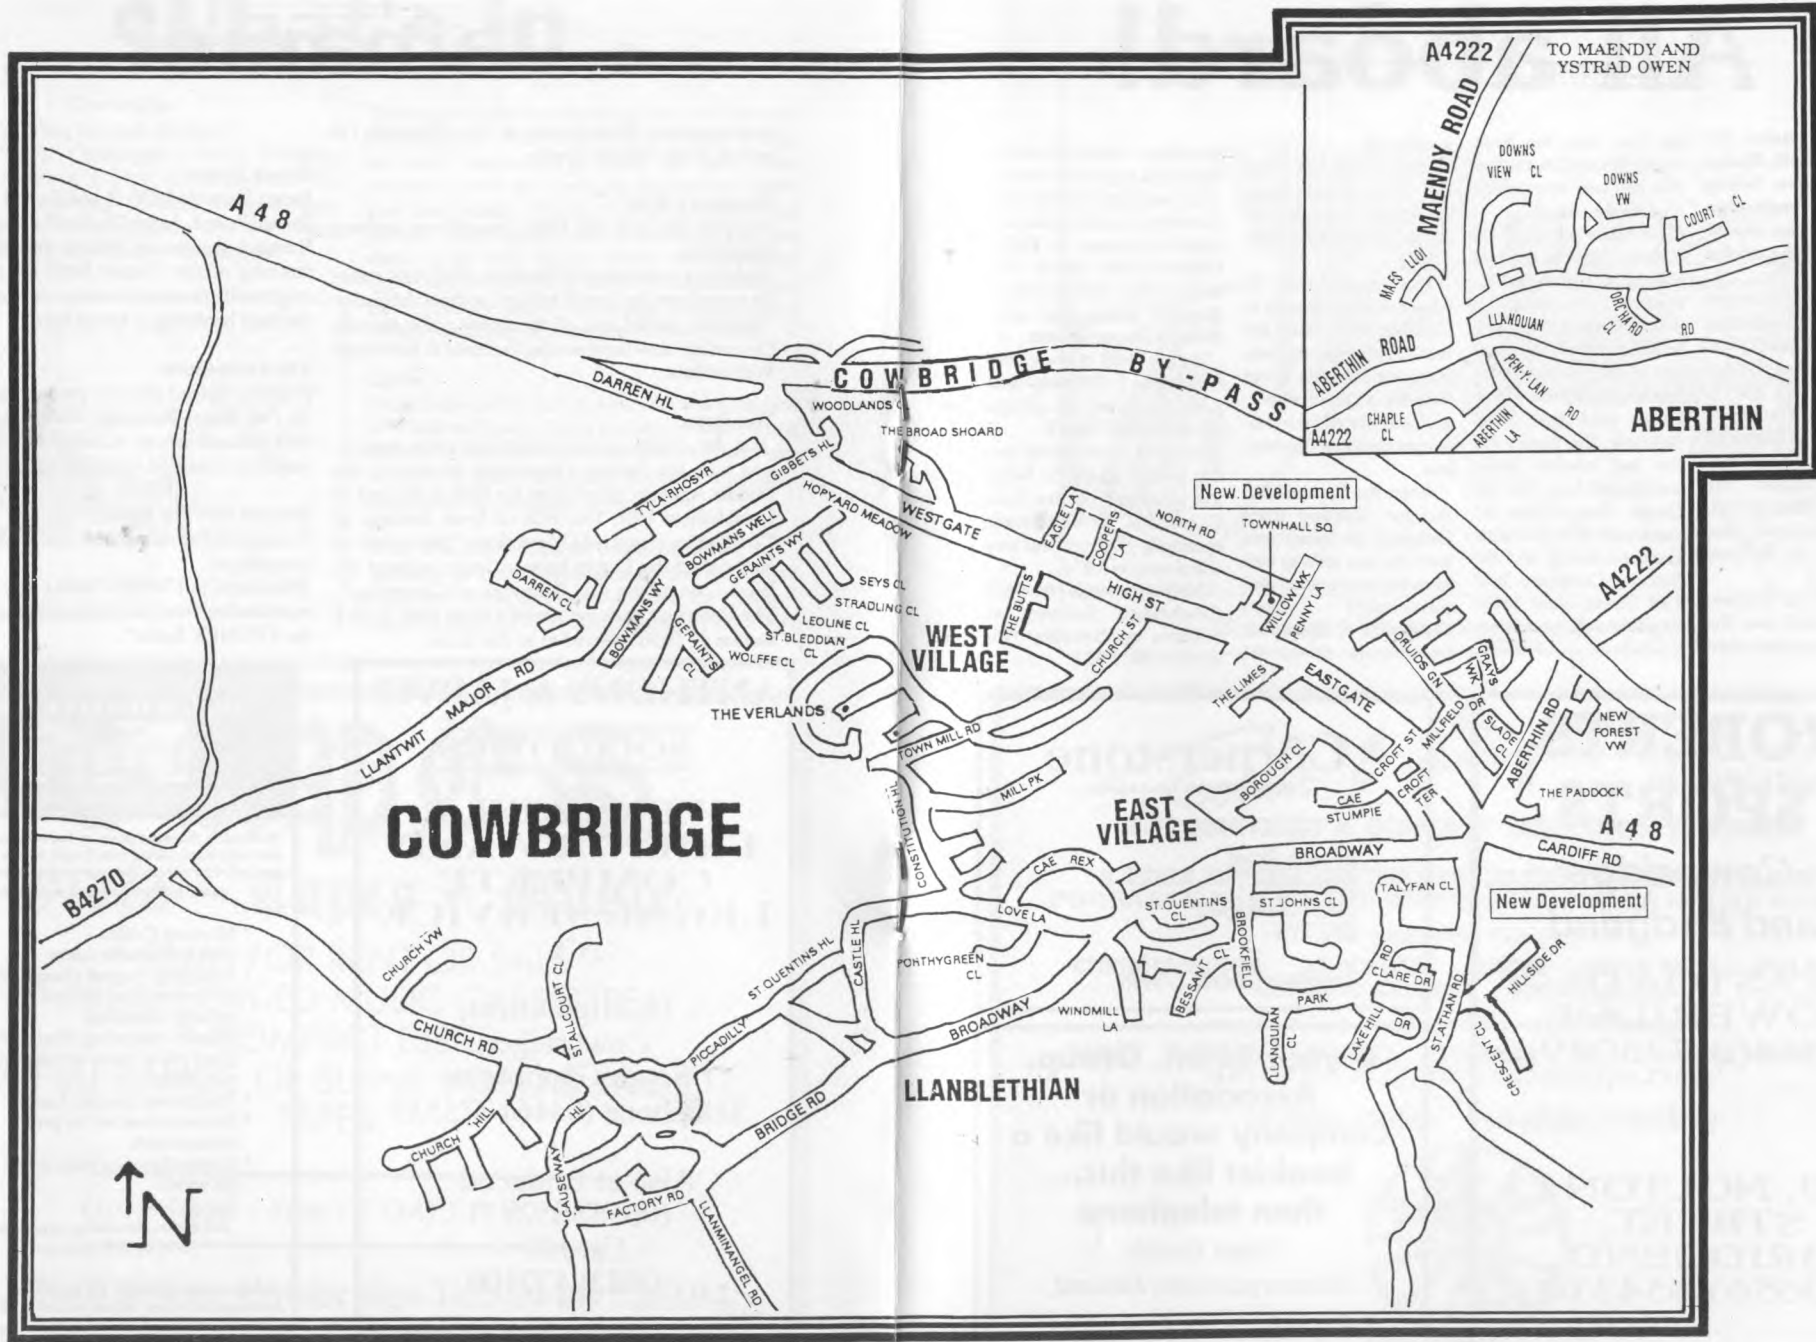 A4222
TO MAENDY AND
YSTRAD OWEN
MAENDY ROAD
DOWNS
VIEW CL
DOWNS
VW
COURT CL
MAES LLOI
LLANQUIAN
RD
ORCHARD
CL
ABERTHIN ROAD
PEN-Y-LAN
RD
CHAPLE
CL
ABERTHIN
LA
A4222
ABERTHIN
A48
DARREN HL
COWBRIDGE BY-PASS
WOODLANDS CL
THE BROAD SHOARD
GIBBETS HL
TYLA-RHOSYR
HOPYARD MEADOW
WESTGATE
BOWMANS WELL
GERAINTS WY
DARREN CL
BOWMANS WY
GERAINTS
CL
SEYS CL
STRADLING CL
LEOLINE CL
ST.BLEDDIAN
CL
WOLFFE CL
EAGLE LA
COOPERS
LA
NORTH RD
New Development
TOWNHALL SQ
WILLOW WK
PENNY LA
A4222
THE BUTTS
HIGH ST
CHURCH ST
WEST
VILLAGE
THE LIMES
EASTGATE
DRUIDS GN
GRAYS
WK
MILLFIELD
DR
SLADE
CL
ABERTHIN RD
NEW
FOREST
VW
LLANTWIT MAJOR RD
THE VERLANDS
TOWN MILL RD
MILL PK
CONSTITUTION HL
BOROUGH CL
CROFT ST
CROFT
TER
CAE
STUMPIE
THE PADDOCK
A48
CARDIFF RD
COWBRIDGE
EAST
VILLAGE
BROADWAY
B4270
CAE REX
LOVE LA
ST.QUENTINS
CL
ST JOHNS CL
TALYFAN CL
New Development
CHURCH VW
STALLCOURT CL
ST QUENTINS HL
CASTLE HL
PORTHYGREEN
CL
BESSANT CL
BROOKFIELD
PARK
RD
CLARE DR
HILLSIDE DR
CHURCH RD
PICCADILLY
BROADWAY
WINDMILL
LA
LLANQUIAN
CL
LAKE HILL
DR
ST.ATHAN RD
CRESCENT CL
LLANBLETHIAN
BRIDGE RD
CHURCH HILL
CAUSEWAY HL
FACTORY RD
LLANMINANGEL RD
N